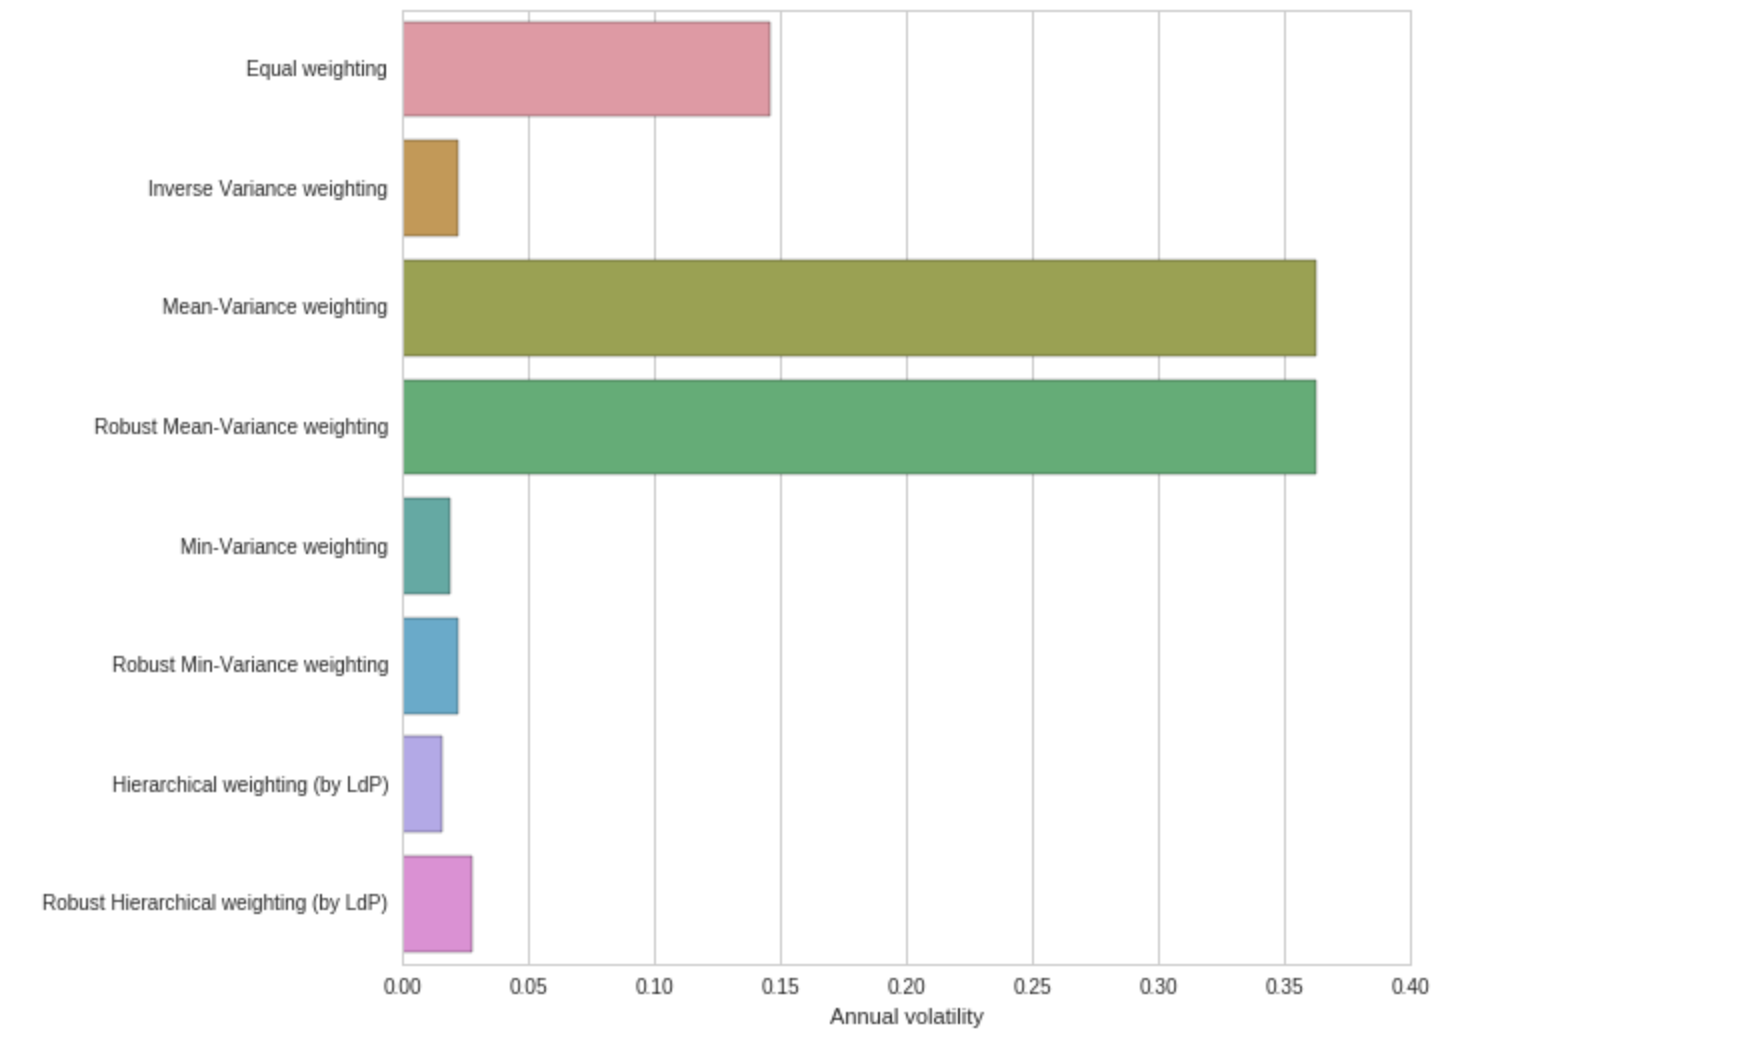 Equal weighting
Inverse Variance weighting
Mean-Variance weighting
Robust Mean-Variance weighting
Min-Variance weighting
Robust Min-Variance weighting
Hierarchical weighting (by LdP)
Robust Hierarchical weighting (by LdP)
0.00 0.05 0.10 0.15 0.20 0.25 0.30 0.35 0.40
Annual volatility